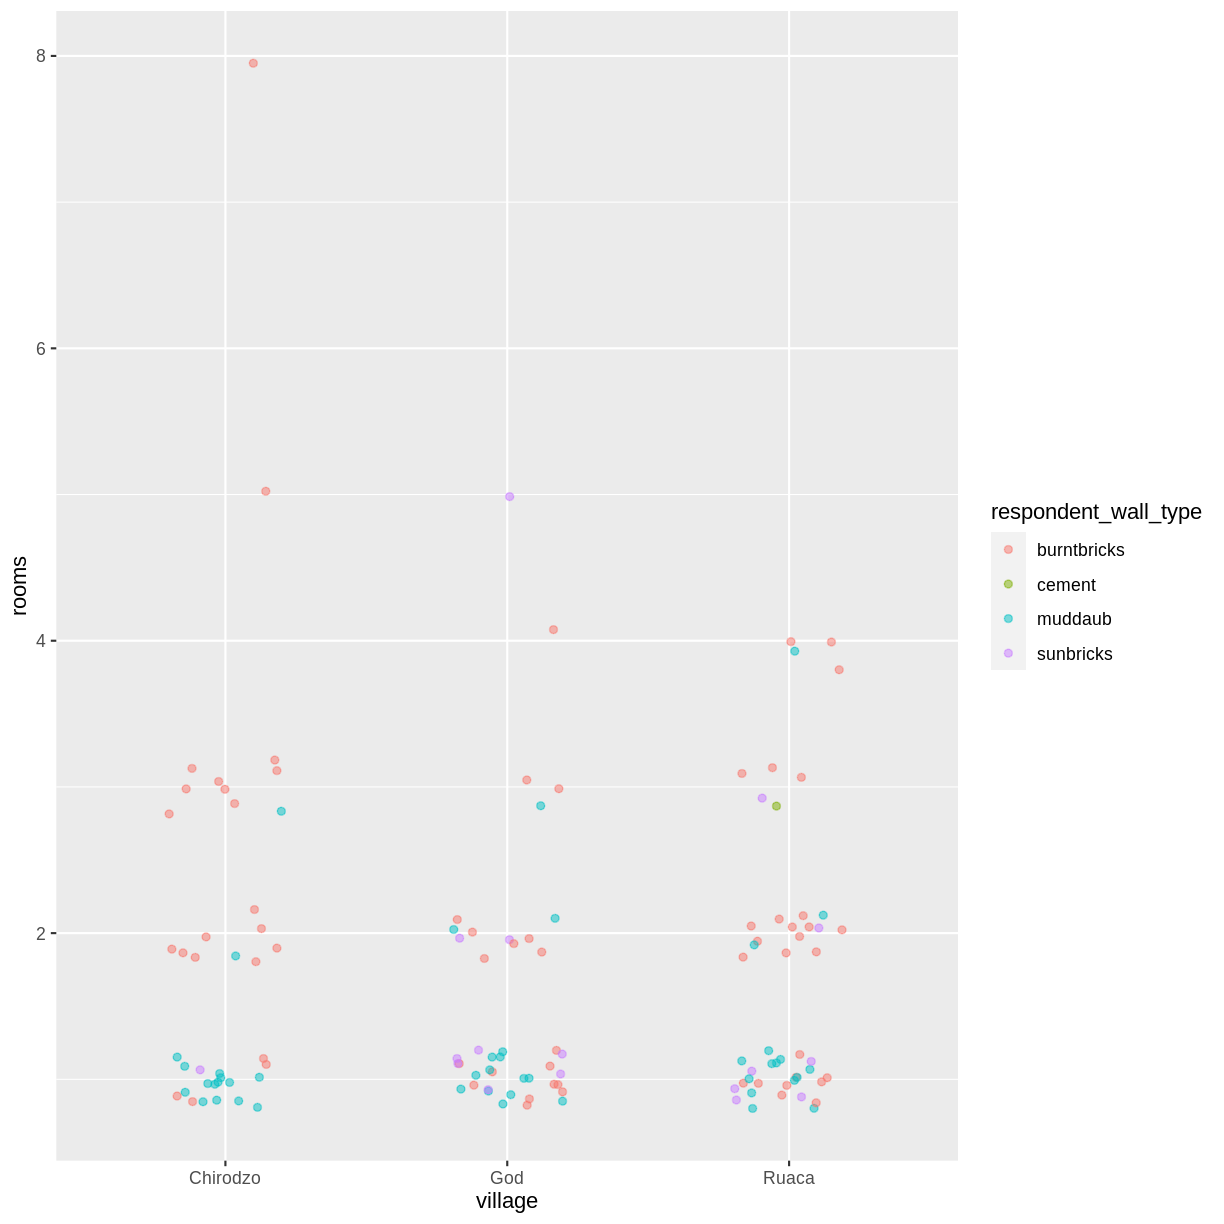 8
6
4
2
rooms
Chirodzo God Ruaca
village
respondent_wall_type
burntbricks
cement
muddaub
sunbricks